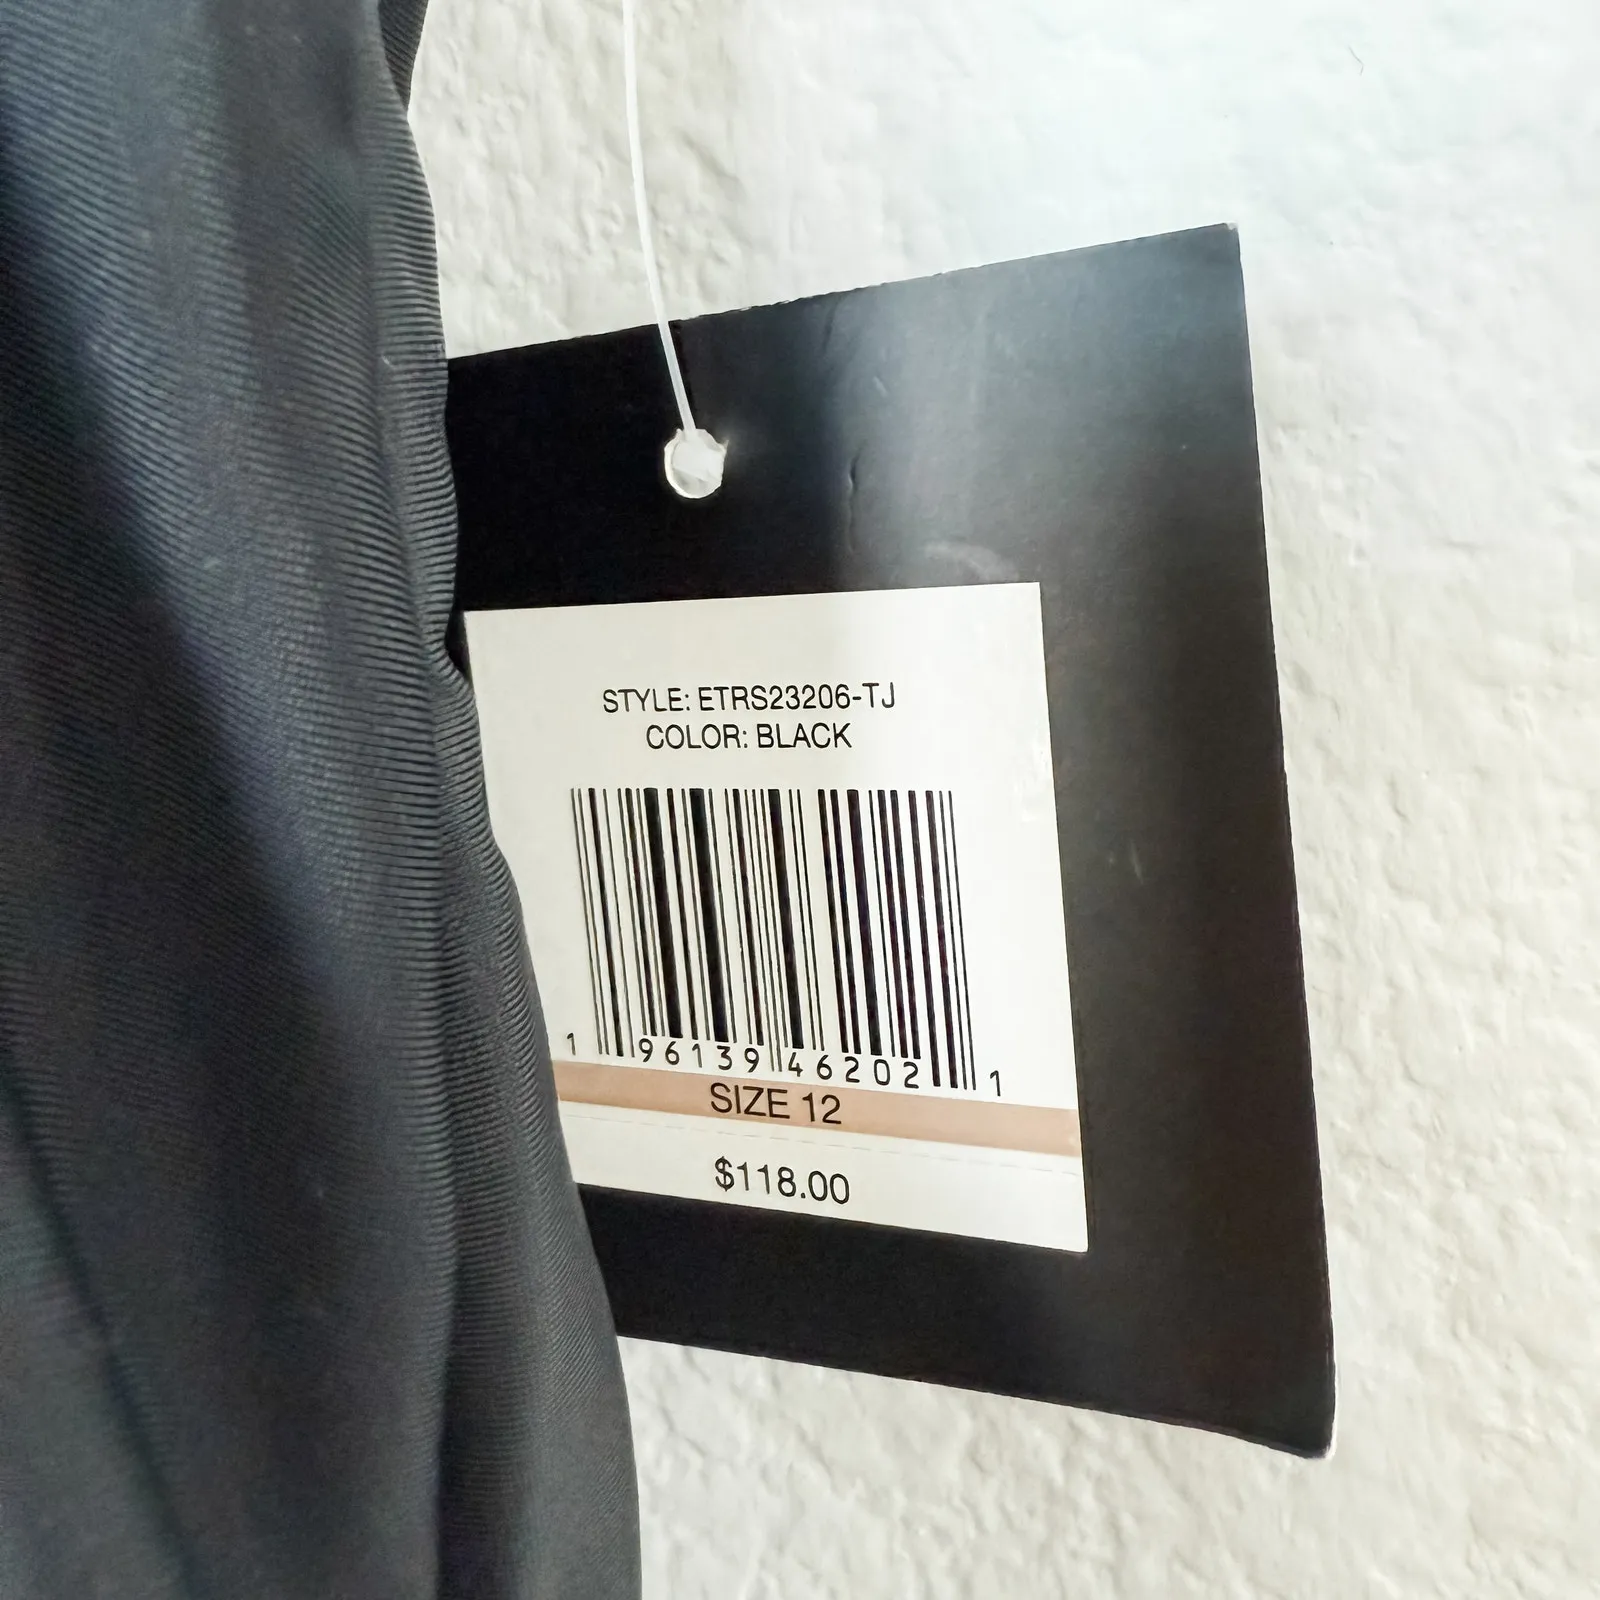 STYLE: ETRS23206-TJ
COLOR: BLACK
1 96139 46202 1
SIZE 12
$118.00